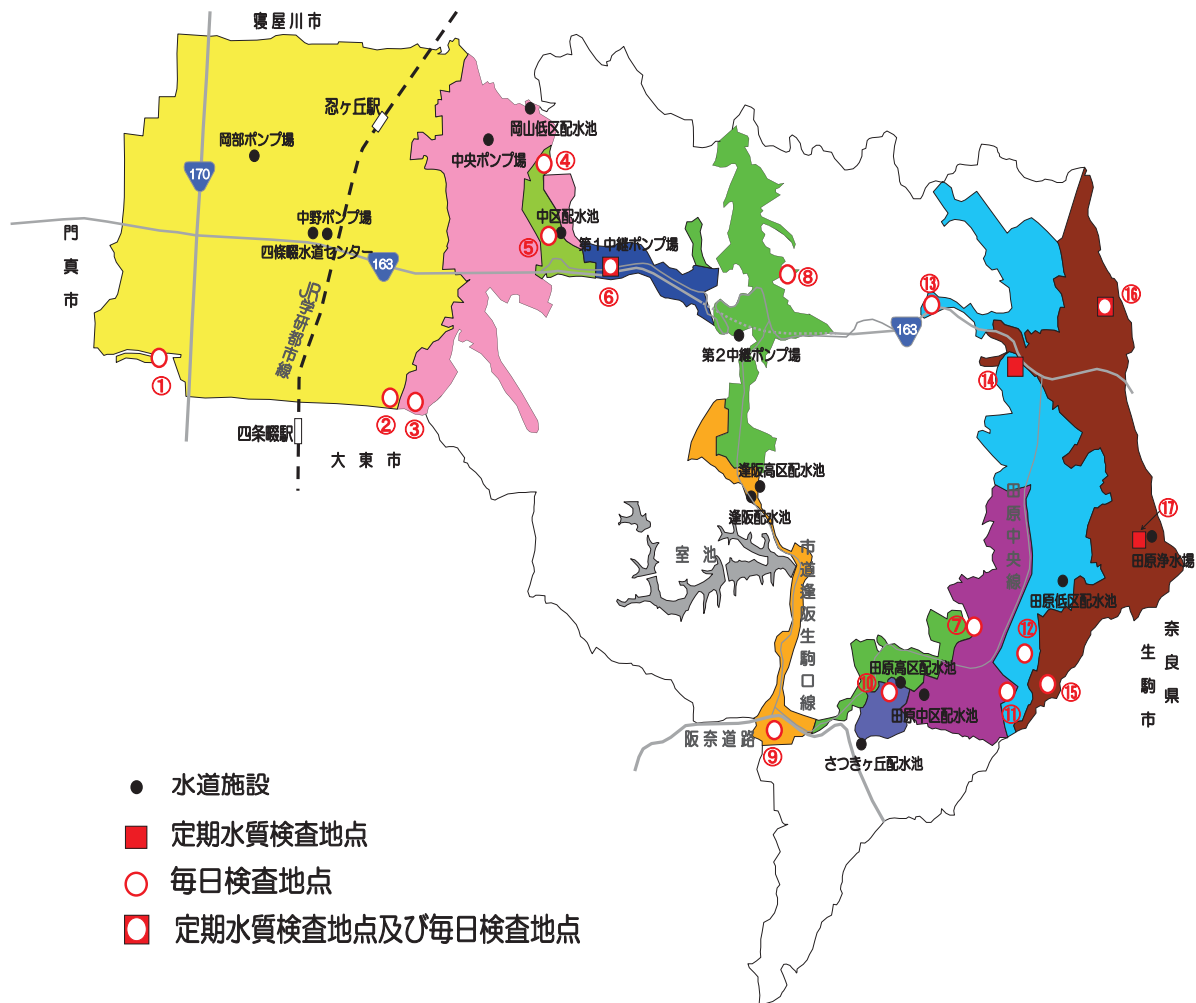 寝屋川市
忍ヶ丘駅
岡部ポンプ場
170
岡山低区配水池
中央ポンプ場
④
中区配水池
⑤
中野ポンプ場
四條畷水道センター
163
門真市
第1中継ポンプ場
⑥
⑧
⑬
⑯
163
第2中継ポンプ場
⑭
①
②
③
四条畷駅
大東市
逢阪高区配水池
逢阪配水池
田原中央線
⑰
田原浄水場
室池
市道逢阪生駒口線
田原低区配水池
⑦
⑫
奈良県
生駒市
田原高区配水池
⑩
田原中区配水池
⑪
⑮
阪奈道路
⑨
さつきヶ丘配水池
水道施設
定期水質検査地点
毎日検査地点
定期水質検査地点及び毎日検査地点